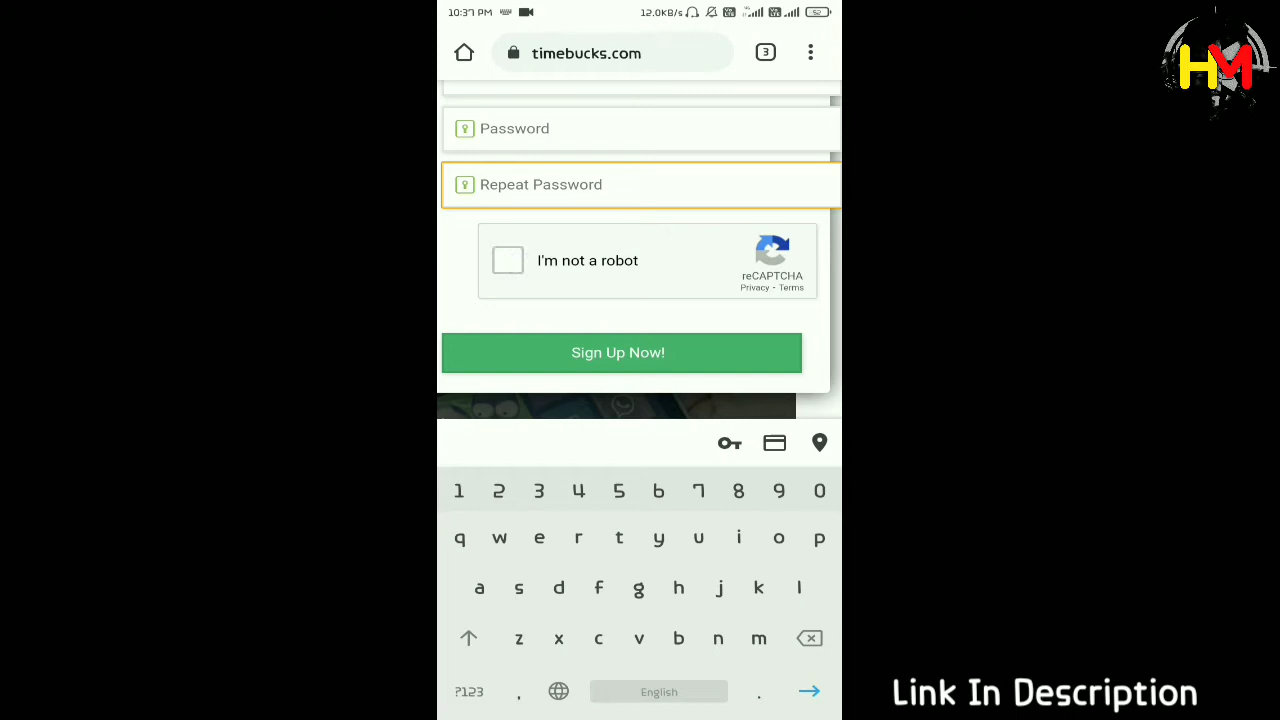 10:37 PM
12.0KB/s
52
HM
timebucks.com
3
Password
Repeat Password
I'm not a robot
reCAPTCHA
Privacy - Terms
Sign Up Now!
1 2 3 4 5 6 7 8 9 0
q w e r t y u i o p
a s d f g h j k l
z x c v b n m
?123 , English .
Link In Description